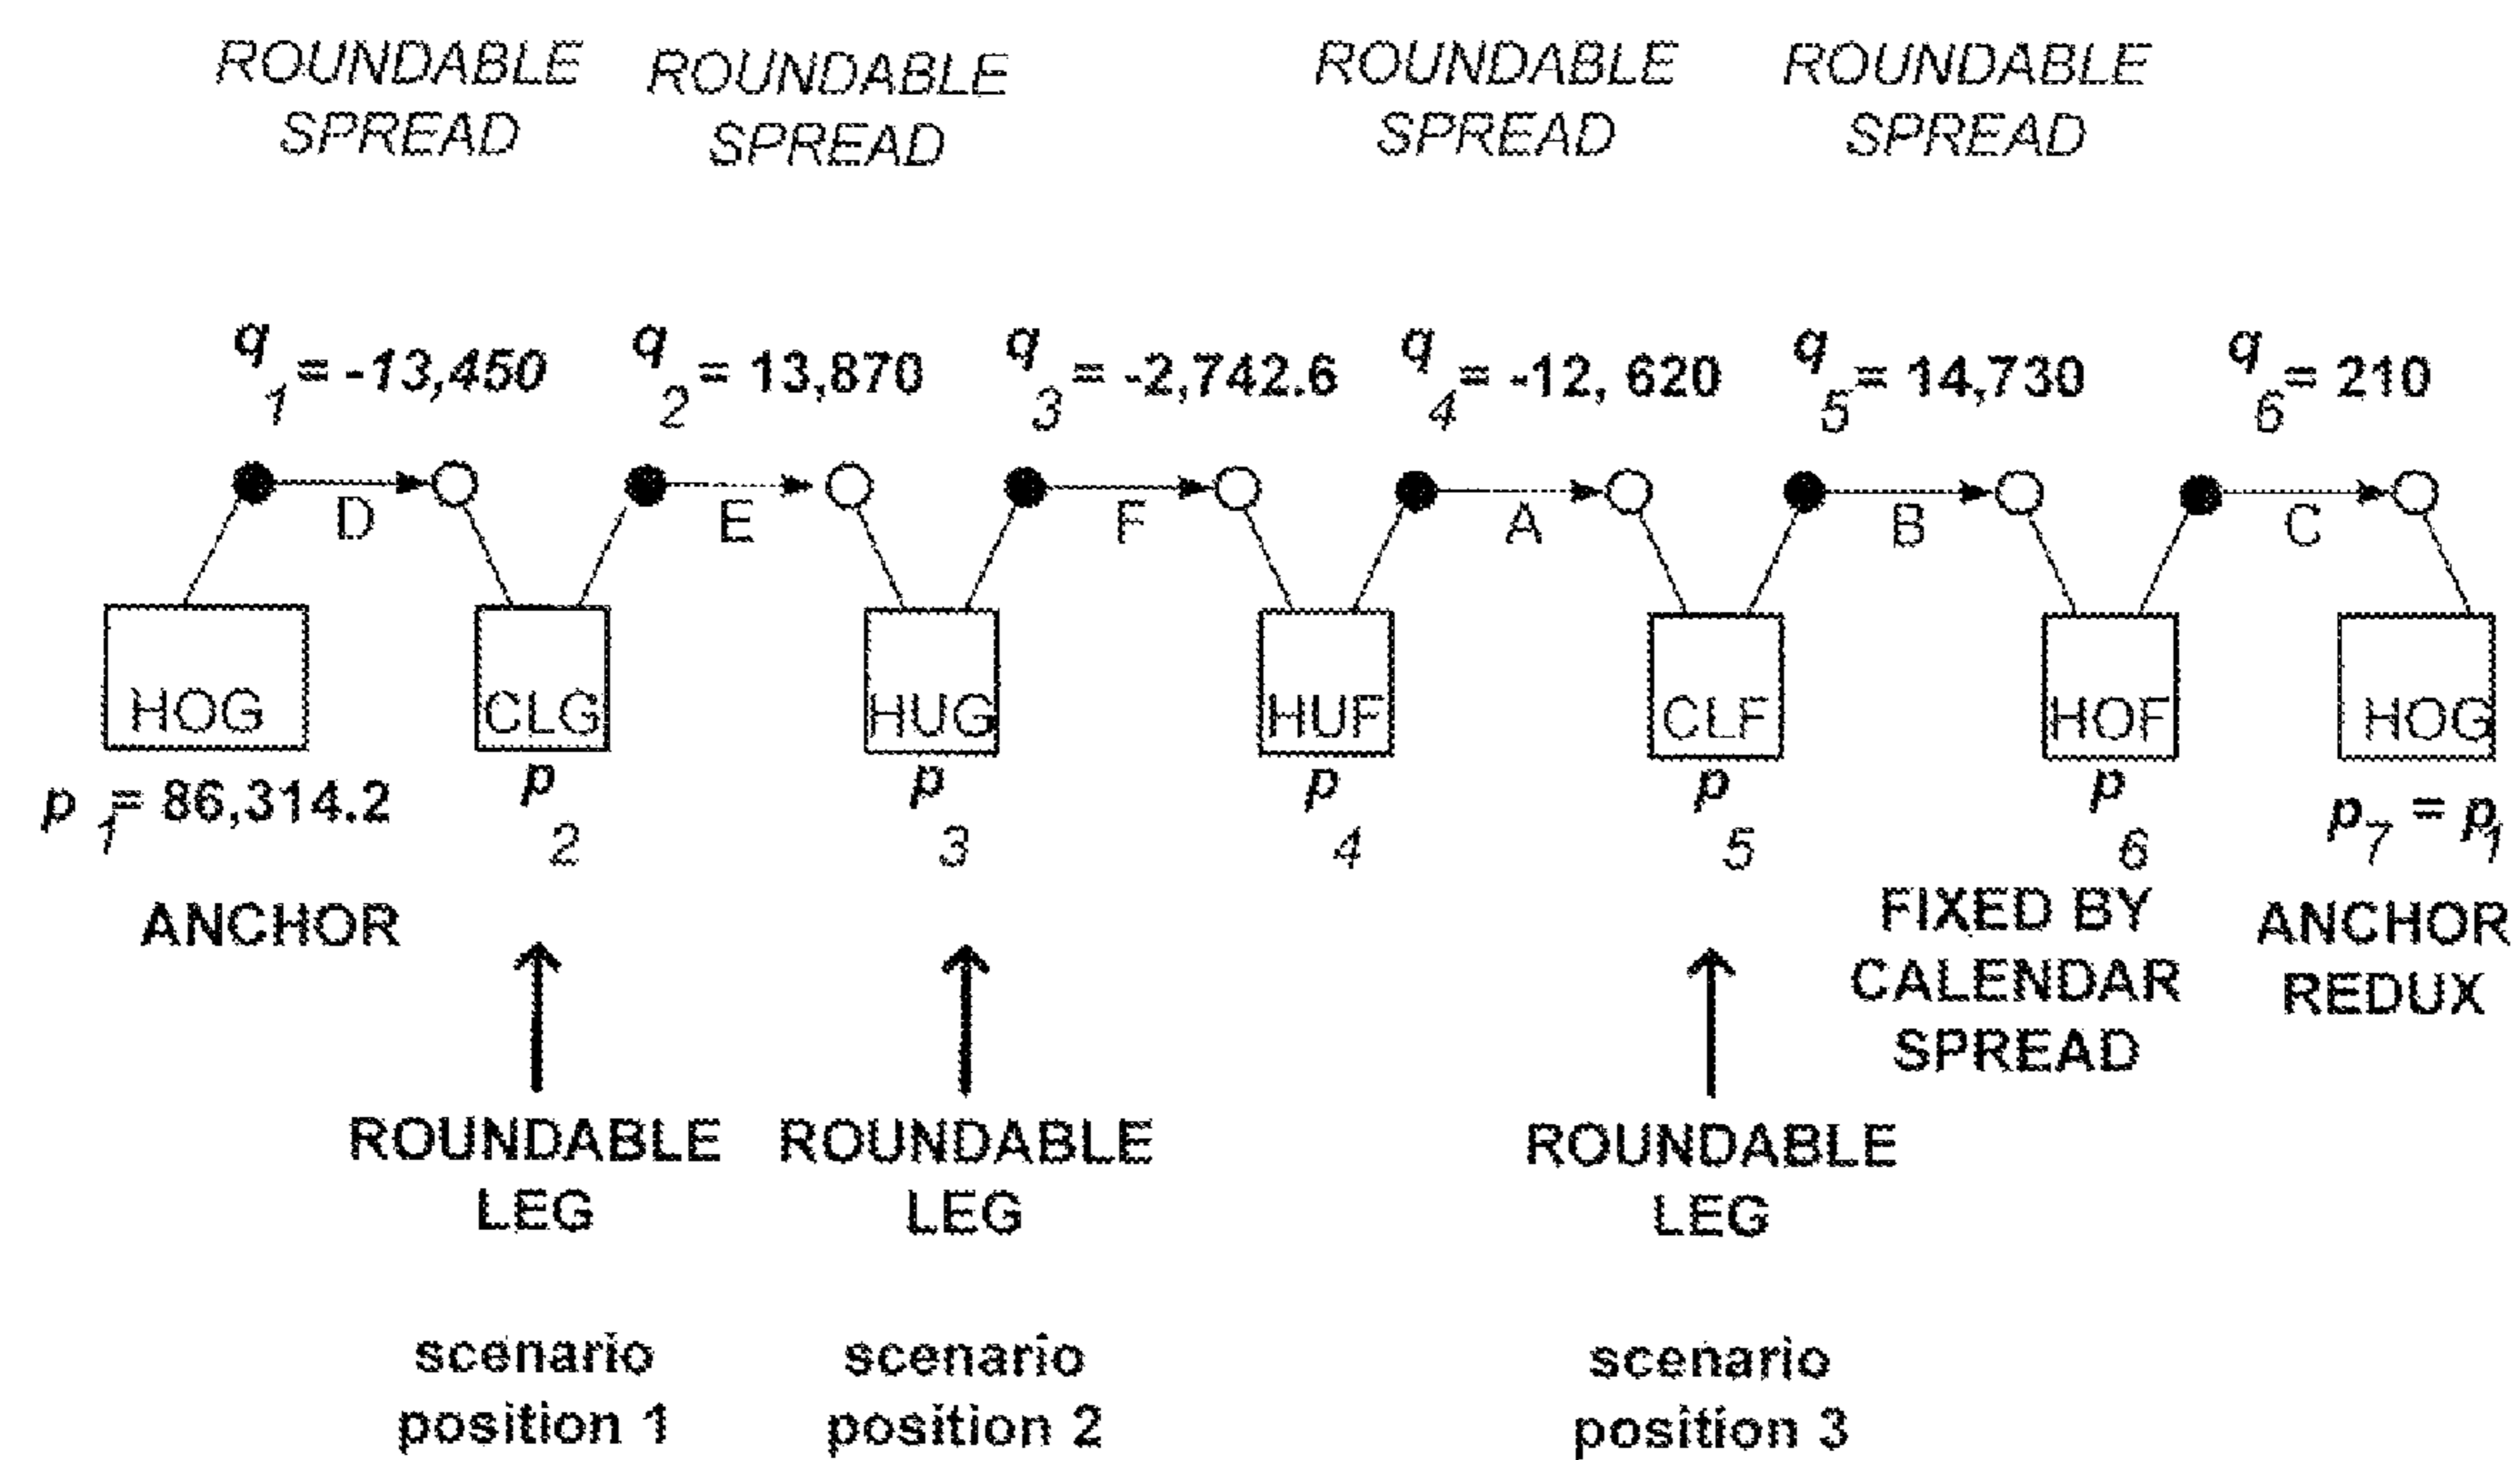 ROUNDABLE SPREAD
ROUNDABLE SPREAD
ROUNDABLE SPREAD
ROUNDABLE SPREAD
q1 = -13,450
q2 = 13,870
q3 = -2,742.6
q4 = -12, 620
q5 = 14,730
q6 = 210
D
E
F
A
B
C
HOG
CLG
HUG
HUF
CLF
HOF
HOG
p1 = 86,314.2
p2
p3
p4
p5
p6
p7 = p1
ANCHOR
FIXED BY
CALENDAR
SPREAD
ANCHOR
REDUX
ROUNDABLE
LEG
ROUNDABLE
LEG
ROUNDABLE
LEG
scenario
position 1
scenario
position 2
scenario
position 3